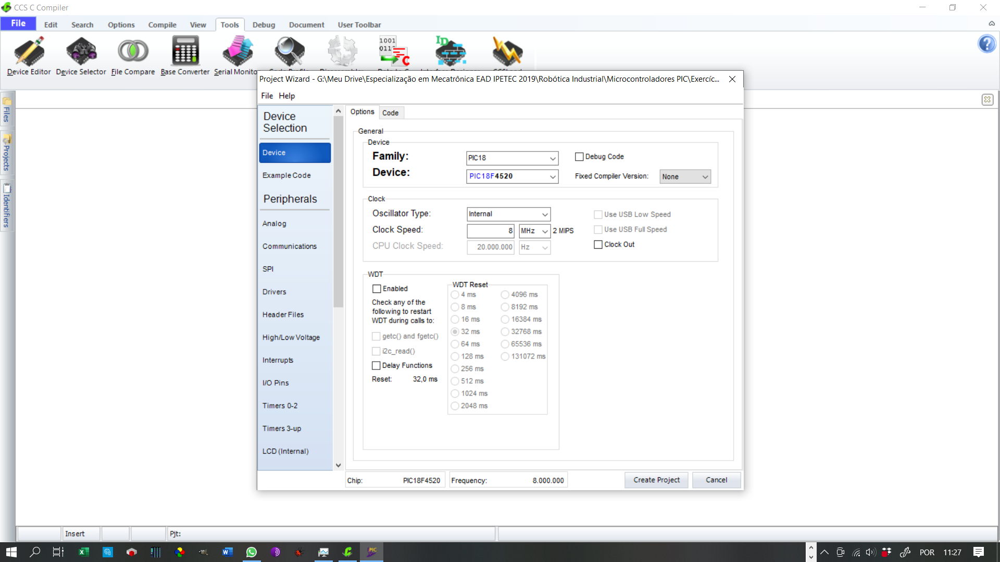 CCS C Compiler
File Edit Search Options Compile View Tools Debug Document User Toolbar
1001
011
C
ID
Device Editor Device Selector File Compare Base Converter Serial Monito
Project Wizard - G:\Meu Drive\Especialização em Mecatrônica EAD IPETEC 2019\Robótica Industrial\Microcontroladores PIC\Exercíc...
File Help
Files
Projects
Identifiers
Device Selection
Device
Example Code
Peripherals
Analog
Communications
SPI
Drivers
Header Files
High/Low Voltage
Interrupts
I/O Pins
Timers 0-2
Timers 3-up
LCD (Internal)
Options Code
General
Device
Family: PIC18 Debug Code
Device: PIC18F4520 Fixed Compiler Version: None
Clock
Oscillator Type: Internal Use USB Low Speed
Clock Speed: 8 MHz 2 MIPS Use USB Full Speed
CPU Clock Speed: 20.000.000 Hz Clock Out
WDT
Enabled
Check any of the
following to restart
WDT during calls to:
getc() and fgetc()
i2c_read()
Delay Functions
Reset: 32,0 ms
WDT Reset
4 ms 4096 ms
8 ms 8192 ms
16 ms 16384 ms
32 ms 32768 ms
64 ms 65536 ms
128 ms 131072 ms
256 ms
512 ms
1024 ms
2048 ms
Chip: PIC18F4520 Frequency: 8.000.000 Create Project Cancel
Insert Pjt:
PIC
POR 11:27